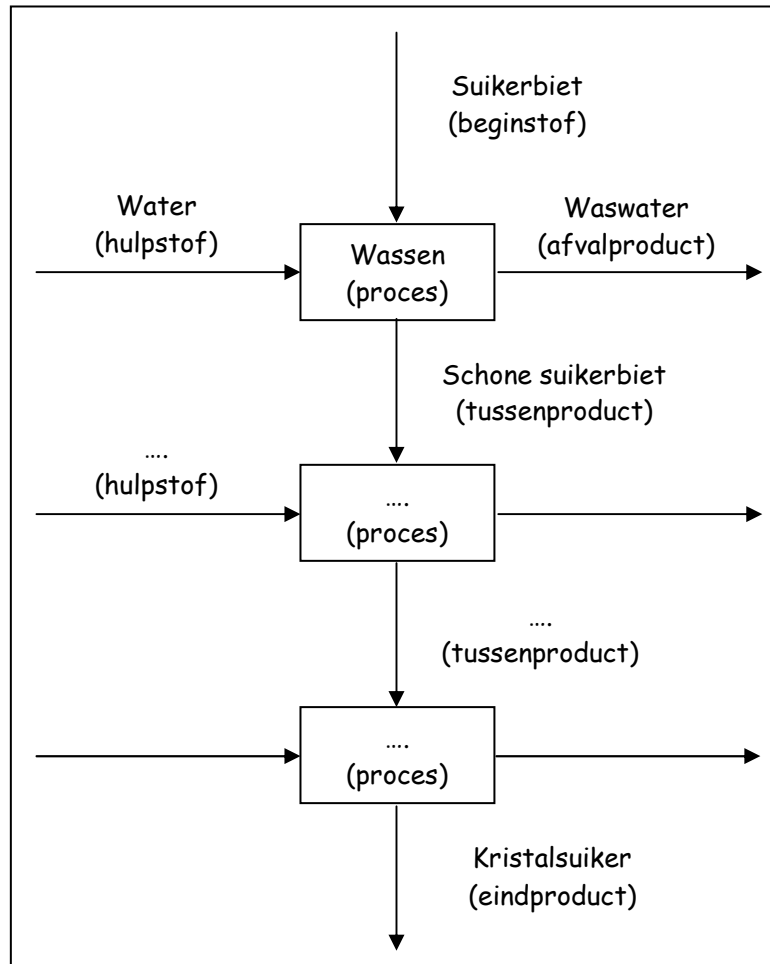 Suikerbiet
(beginstof)
Water
(hulpstof)
Waswater
(afvalproduct)
Wassen
(proces)
Schone suikerbiet
(tussenproduct)
….
(hulpstof)
….
(proces)
….
(tussenproduct)
….
(proces)
Kristalsuiker
(eindproduct)